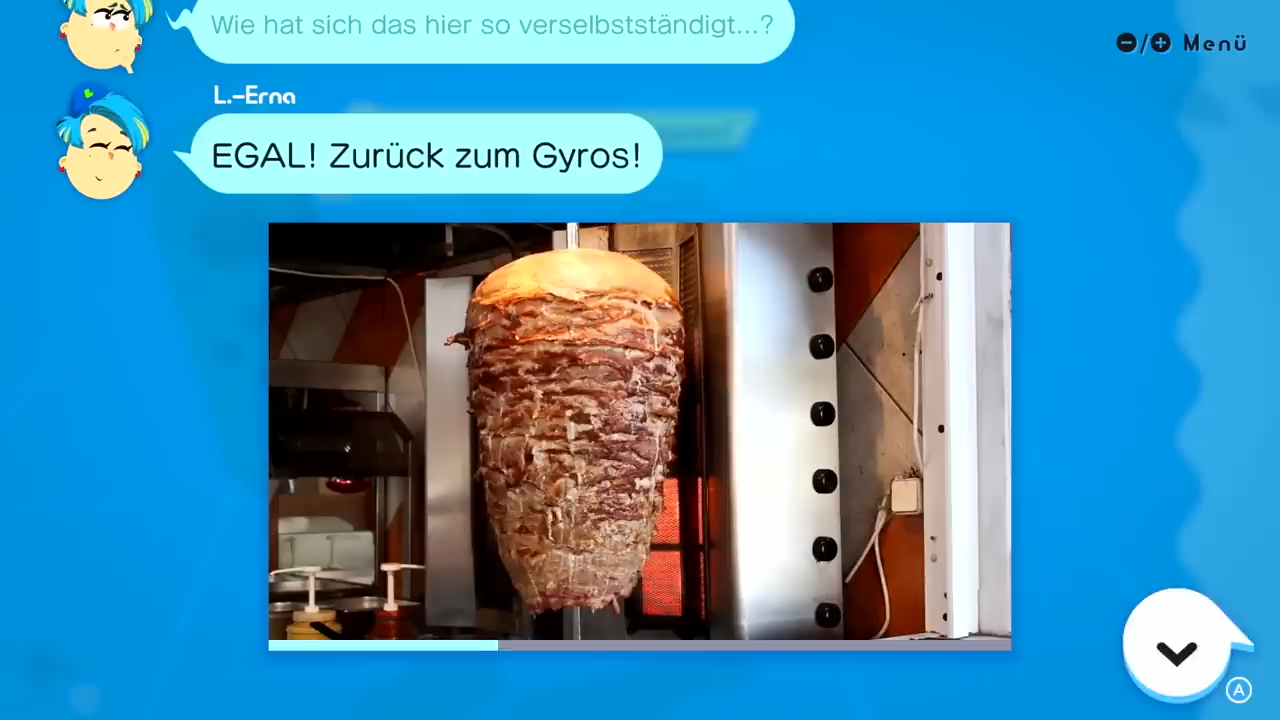 Wie hat sich das hier so verselbstständigt...?
−/+ Menü
L.-Erna
EGAL! Zurück zum Gyros!
A